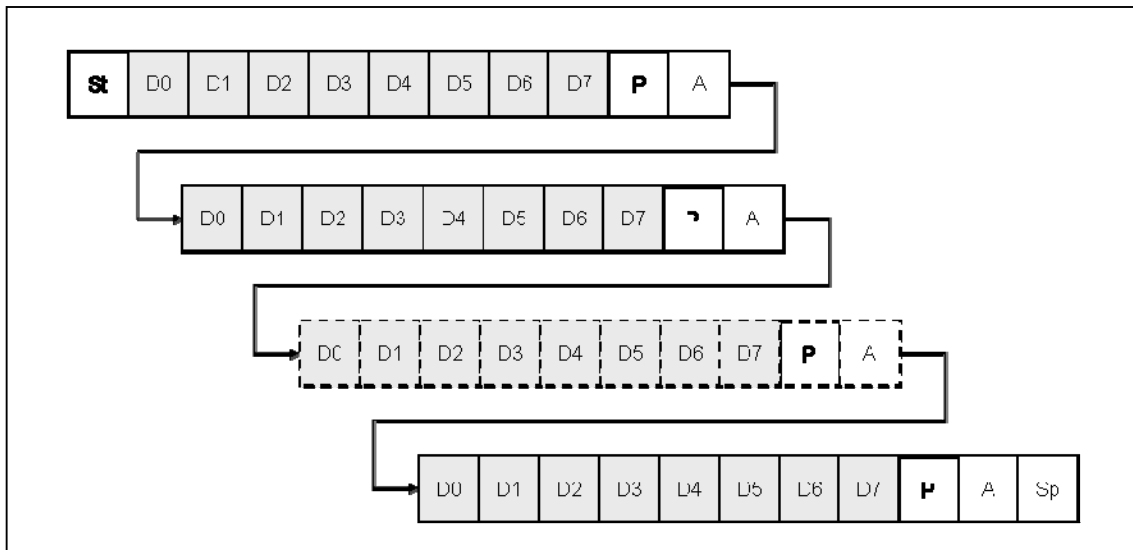 St D0 D1 D2 D3 D4 D5 D6 D7 P A
D0 D1 D2 D3 D4 D5 D6 D7 A
D0 D1 D2 D3 D4 D5 D6 D7 P A
D0 D1 D2 D3 D4 D5 D6 D7 P A Sp